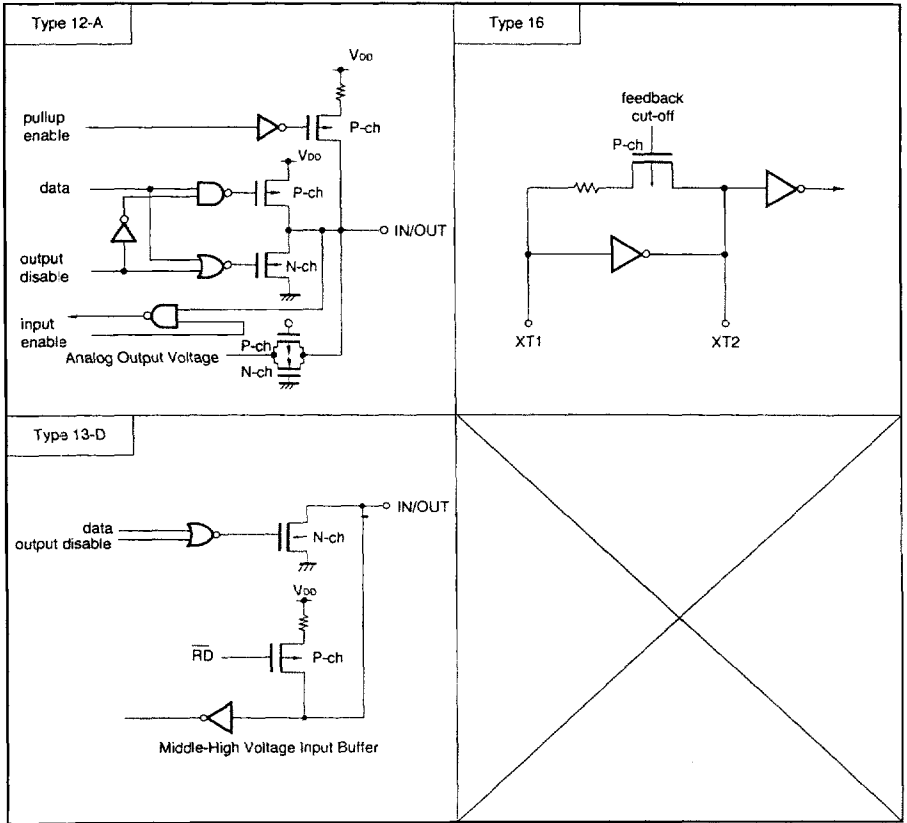 Type 12-A
VDD
pullup
enable
P-ch
VDD
data
P-ch
IN/OUT
output
disable
N-ch
input
enable
P-ch
Analog Output Voltage
N-ch
Type 16
feedback
cut-off
P-ch
XT1
XT2
Type 13-D
IN/OUT
data
output disable
N-ch
VDD
RD
P-ch
Middle-High Voltage Input Buffer